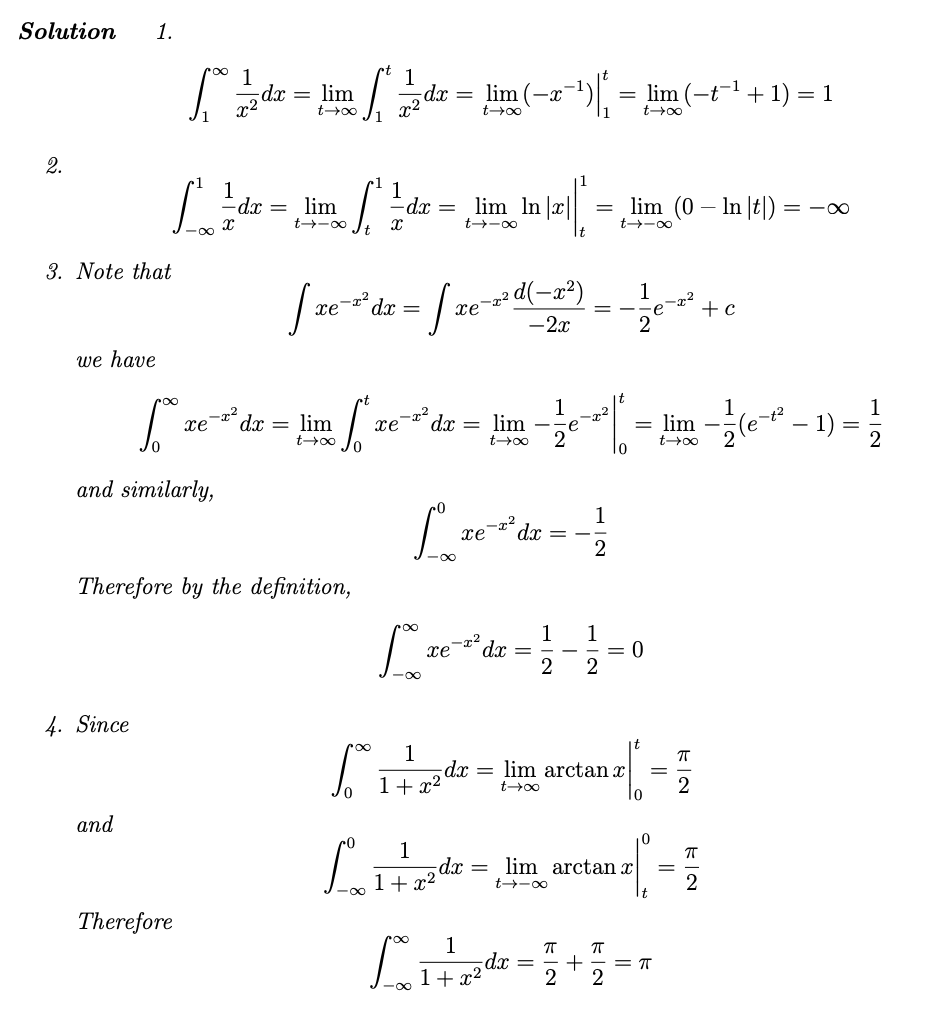 Solution 1.
$$\int_1^\infty \frac{1}{x^2}dx = \lim_{t\to\infty} \int_1^t \frac{1}{x^2}dx = \lim_{t\to\infty} (-x^{-1})\Big|_1^t = \lim_{t\to\infty} (-t^{-1} + 1) = 1$$
2.
$$\int_{-\infty}^1 \frac{1}{x}dx = \lim_{t\to-\infty} \int_t^1 \frac{1}{x}dx = \lim_{t\to-\infty} \ln|x|\Big|_t^1 = \lim_{t\to-\infty} (0 - \ln|t|) = -\infty$$
3. Note that
$$\int xe^{-x^2}dx = \int xe^{-x^2}\frac{d(-x^2)}{-2x} = -\frac{1}{2}e^{-x^2} + c$$
we have
$$\int_0^\infty xe^{-x^2}dx = \lim_{t\to\infty} \int_0^t xe^{-x^2}dx = \lim_{t\to\infty} -\frac{1}{2}e^{-x^2}\Big|_0^t = \lim_{t\to\infty} -\frac{1}{2}(e^{-t^2} - 1) = \frac{1}{2}$$
and similarly,
$$\int_{-\infty}^0 xe^{-x^2}dx = -\frac{1}{2}$$
Therefore by the definition,
$$\int_{-\infty}^\infty xe^{-x^2}dx = \frac{1}{2} - \frac{1}{2} = 0$$
4. Since
$$\int_0^\infty \frac{1}{1+x^2}dx = \lim_{t\to\infty} \arctan x\Big|_0^t = \frac{\pi}{2}$$
and
$$\int_{-\infty}^0 \frac{1}{1+x^2}dx = \lim_{t\to-\infty} \arctan x\Big|_t^0 = \frac{\pi}{2}$$
Therefore
$$\int_{-\infty}^\infty \frac{1}{1+x^2}dx = \frac{\pi}{2} + \frac{\pi}{2} = \pi$$